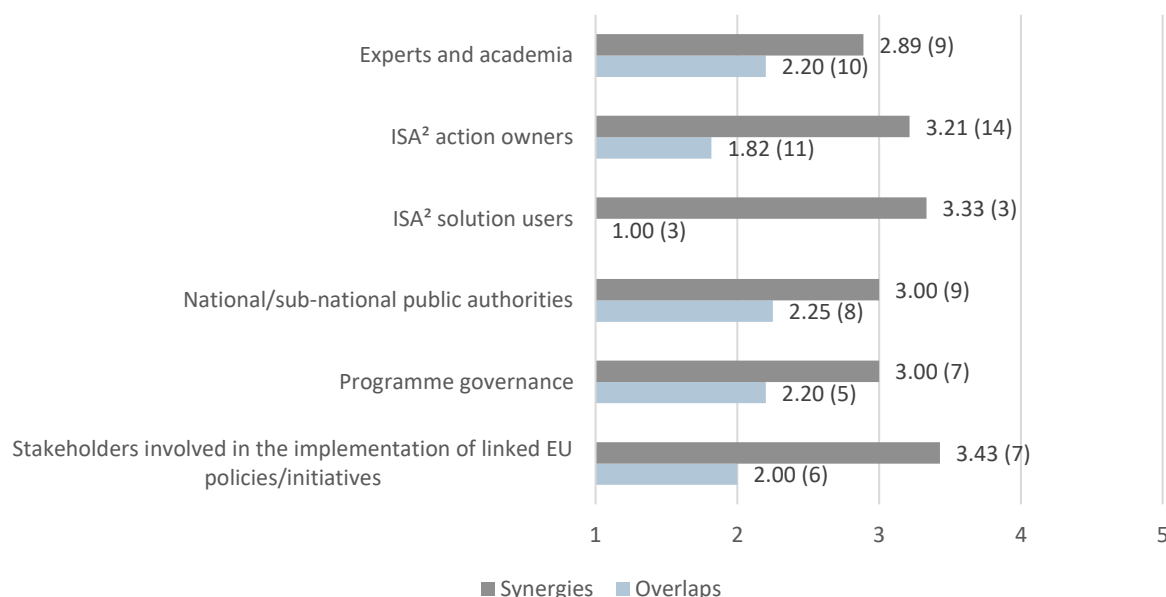 Experts and academia
2.89 (9)
2.20 (10)
ISA² action owners
3.21 (14)
1.82 (11)
ISA² solution users
3.33 (3)
1.00 (3)
National/sub-national public authorities
3.00 (9)
2.25 (8)
Programme governance
3.00 (7)
2.20 (5)
Stakeholders involved in the implementation of linked EU
policies/initiatives
3.43 (7)
2.00 (6)
1 2 3 4 5
Synergies Overlaps